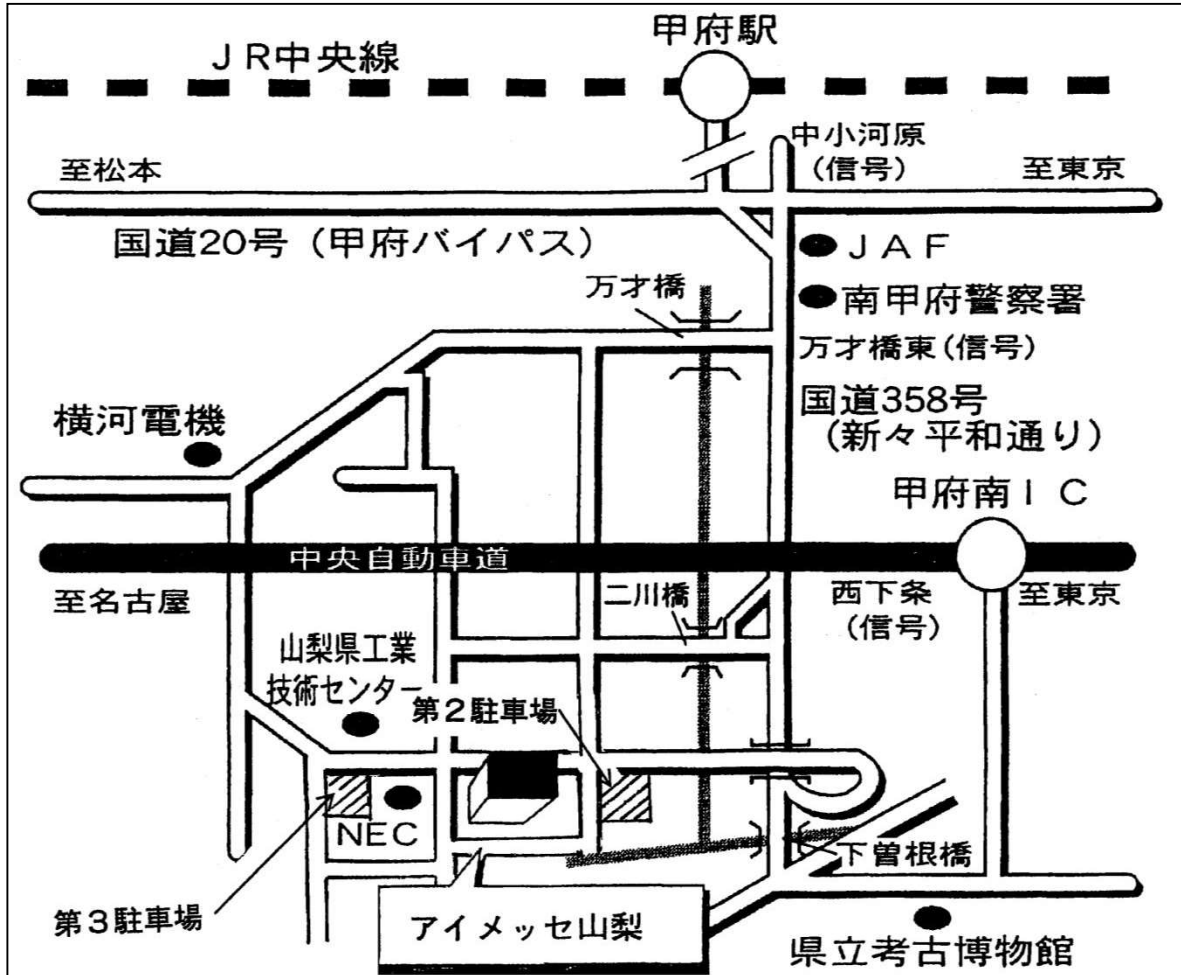 甲府駅
JR中央線
中小河原
(信号)
至松本
至東京
国道20号(甲府バイパス)
JAF
万才橋
南甲府警察署
万才橋東(信号)
国道358号
(新々平和通り)
横河電機
甲府南IC
中央自動車道
至名古屋
二川橋
西下条
(信号)
至東京
山梨県工業
技術センター
第2駐車場
NEC
下曽根橋
第3駐車場
アイメッセ山梨
県立考古博物館